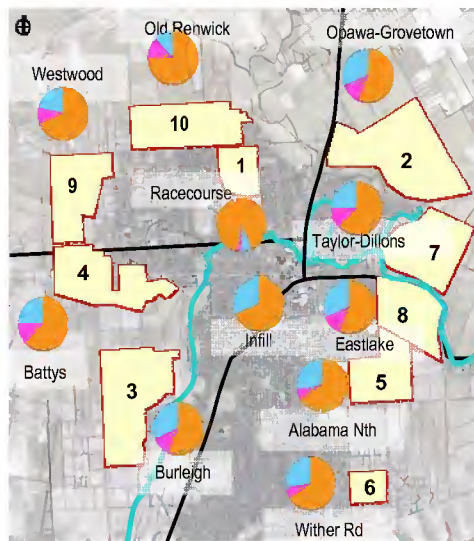 Old Renwick
Opawa-Grovetown
Westwood
10
1
2
9
Racecourse
Taylor-Dillons
7
4
8
Infill
Eastlake
Battys
3
5
Alabama Nth
Burleigh
6
Wither Rd